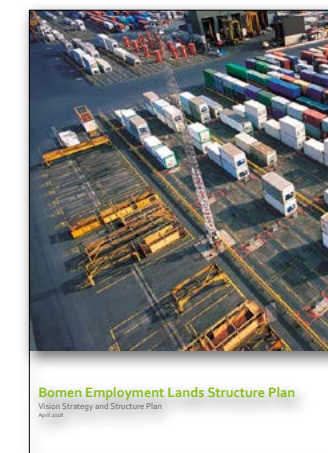 Bomen Employment Lands Structure Plan
Vision Strategy and Structure Plan
April 2018